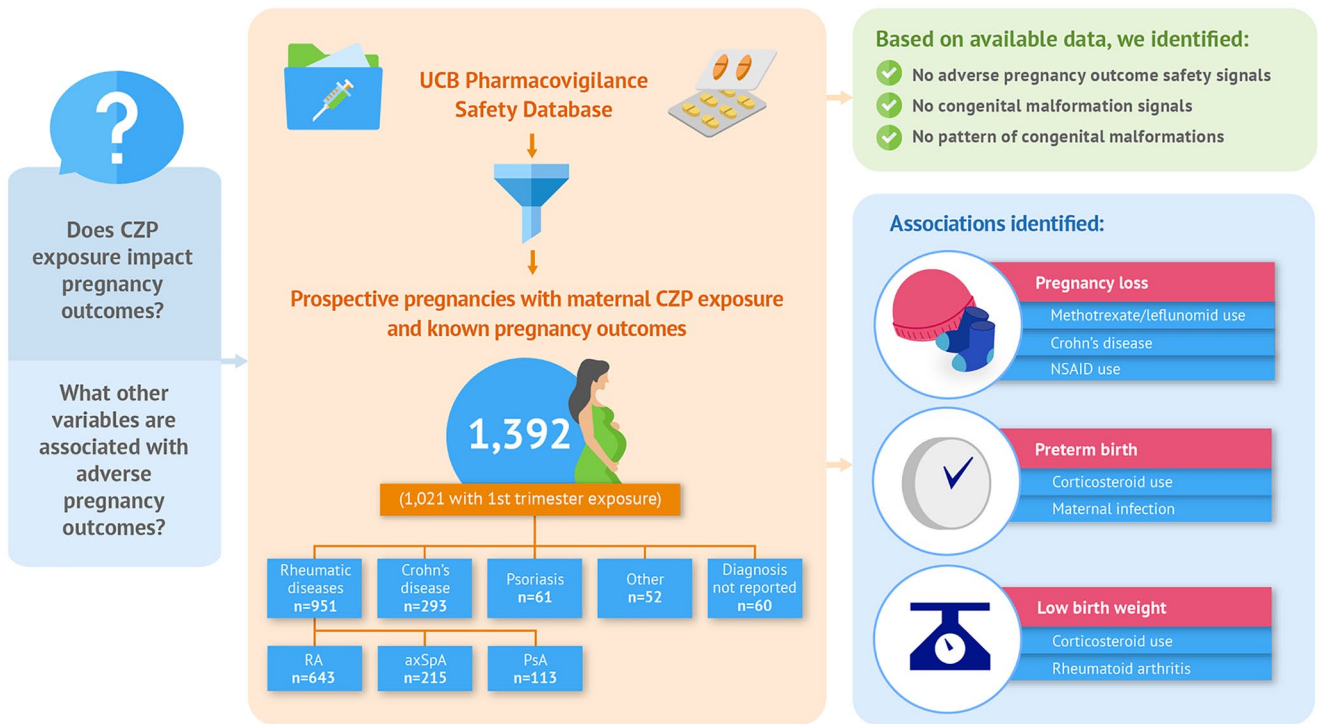 ?
Does CZP
exposure impact
pregnancy
outcomes?
What other
variables are
associated with
adverse
pregnancy
outcomes?
UCB Pharmacovigilance
Safety Database
Prospective pregnancies with maternal CZP exposure
and known pregnancy outcomes
1,392
(1,021 with 1st trimester exposure)
Rheumatic
diseases
n=951
Crohn's
disease
n=293
Psoriasis
n=61
Other
n=52
Diagnosis
not reported
n=60
RA
n=643
axSpA
n=215
PsA
n=113
Based on available data, we identified:
No adverse pregnancy outcome safety signals
No congenital malformation signals
No pattern of congenital malformations
Associations identified:
Pregnancy loss
Methotrexate/leflunomid use
Crohn's disease
NSAID use
Preterm birth
Corticosteroid use
Maternal infection
Low birth weight
Corticosteroid use
Rheumatoid arthritis